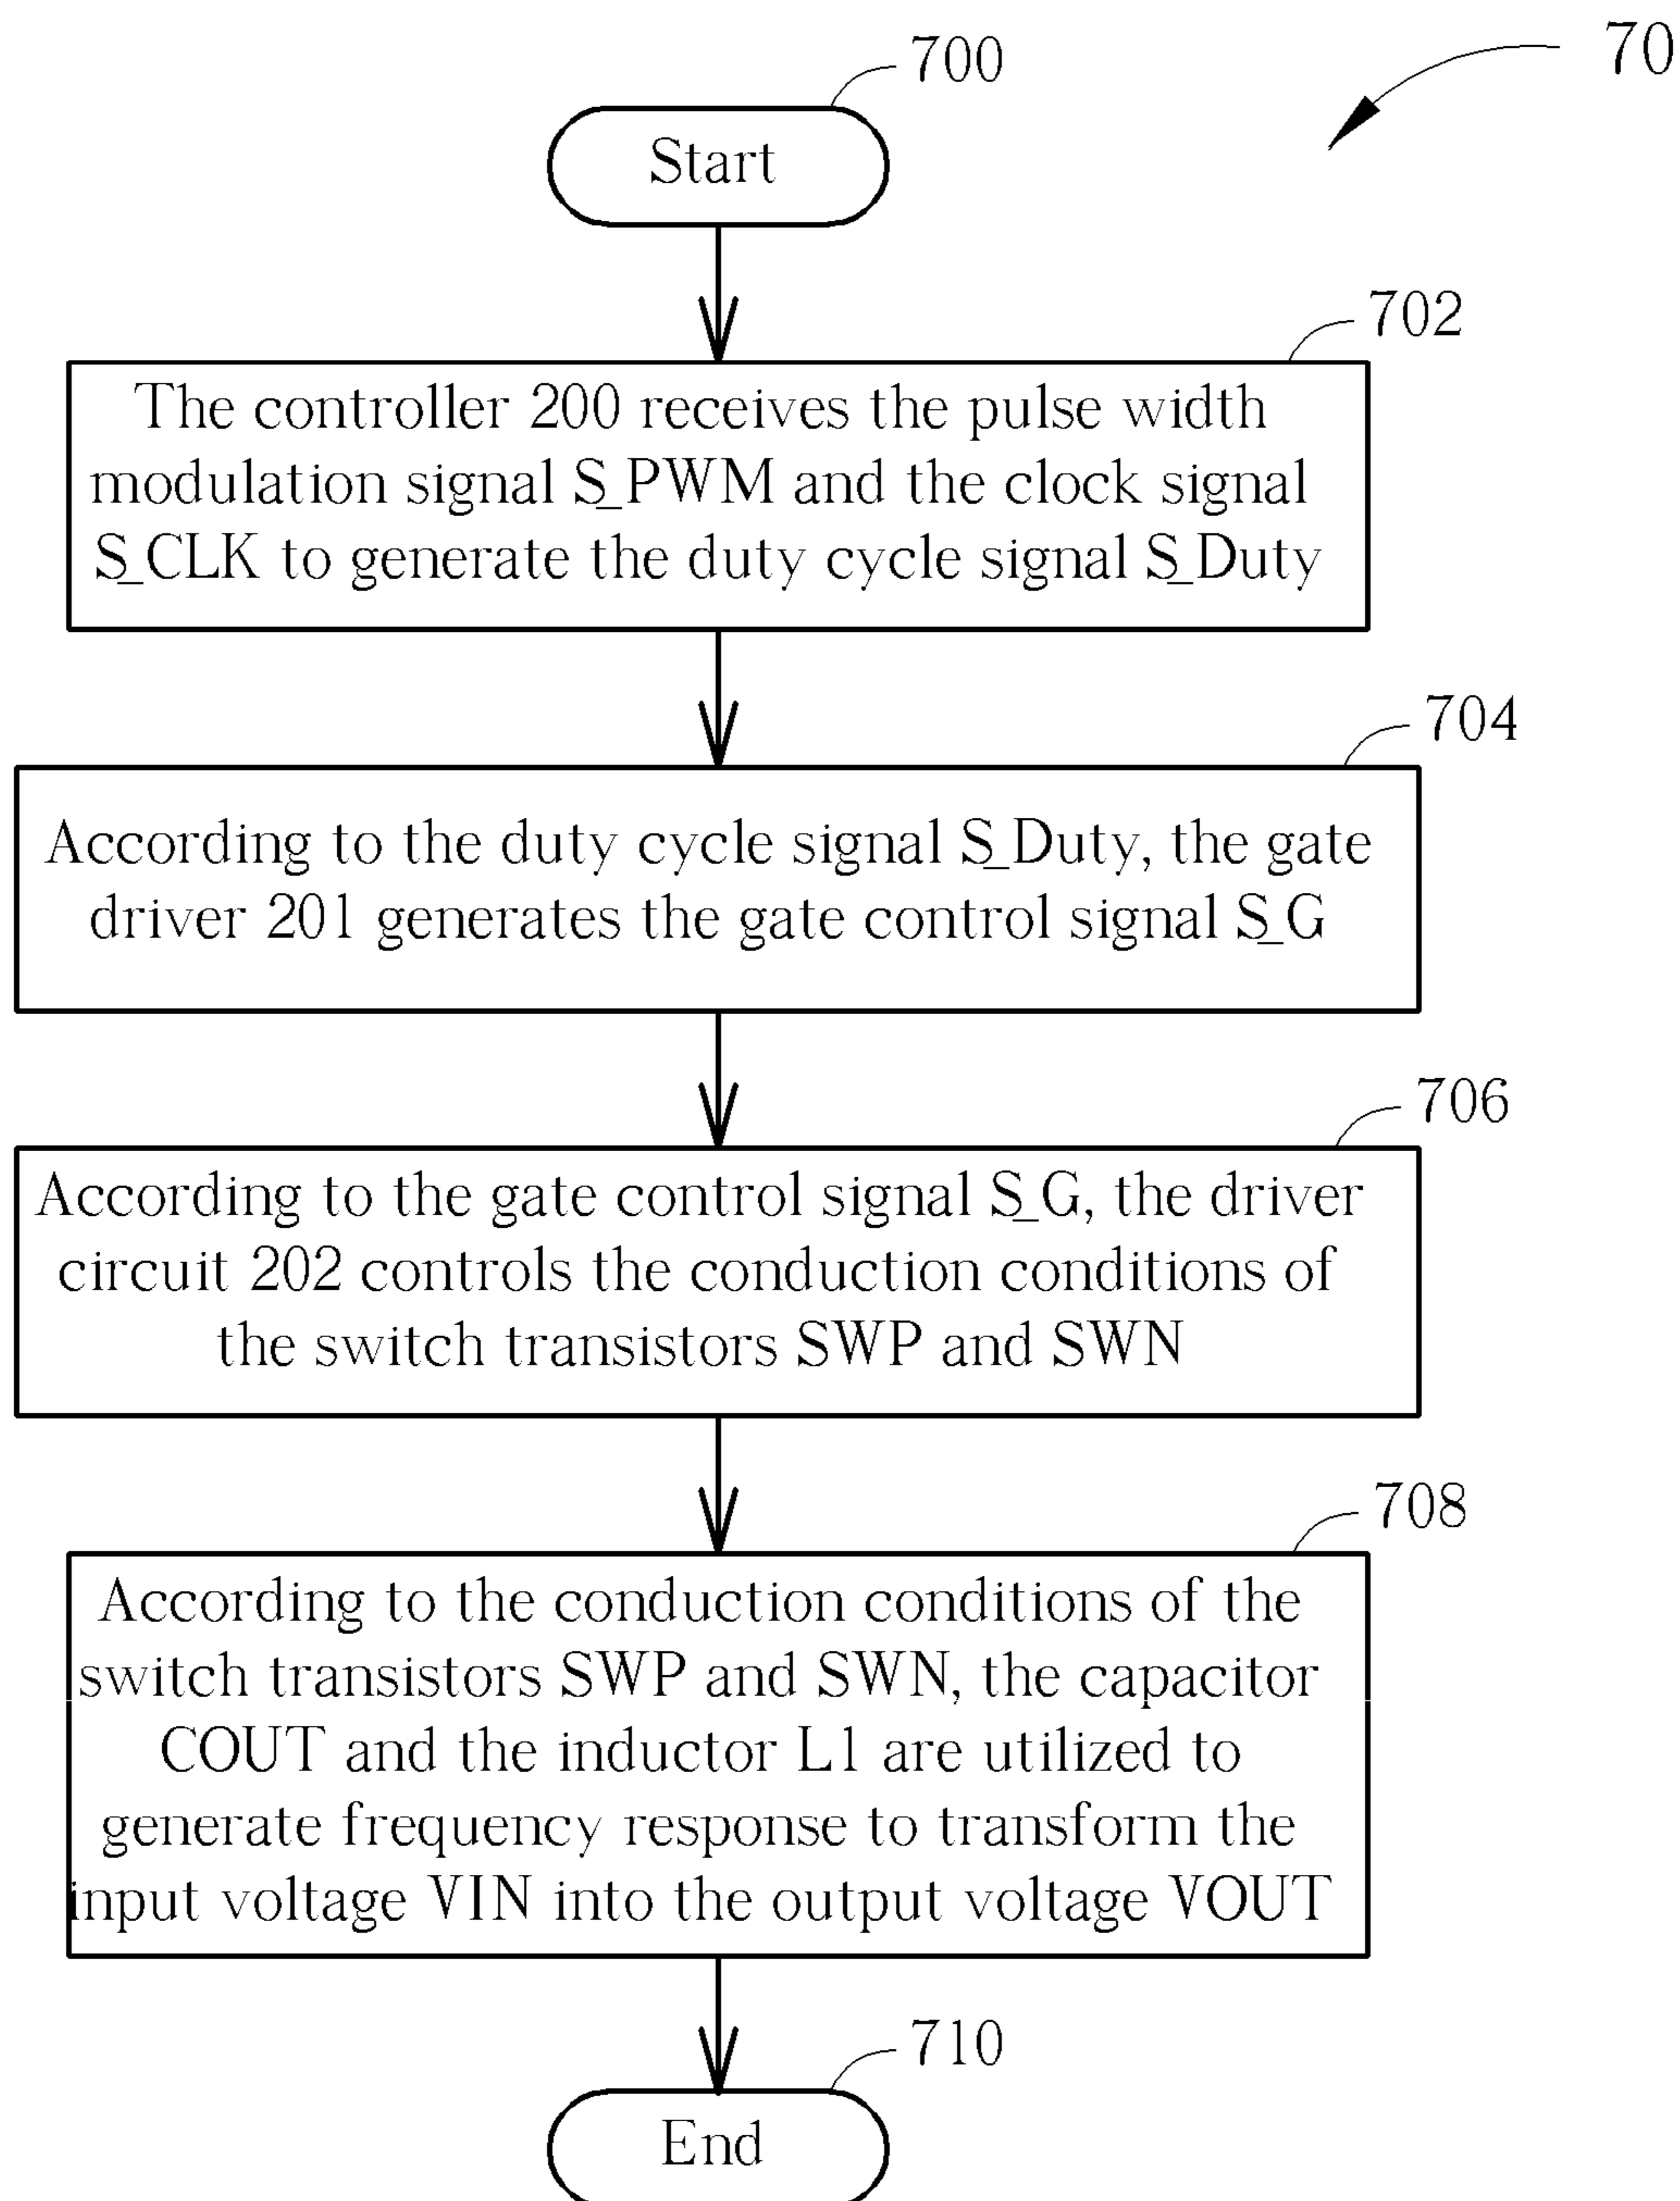 70
700
Start
702
The controller 200 receives the pulse width
modulation signal S_PWM and the clock signal
S_CLK to generate the duty cycle signal S_Duty
704
According to the duty cycle signal S_Duty, the gate
driver 201 generates the gate control signal S_G
706
According to the gate control signal S_G, the driver
circuit 202 controls the conduction conditions of
the switch transistors SWP and SWN
708
According to the conduction conditions of the
switch transistors SWP and SWN, the capacitor
COUT and the inductor L1 are utilized to
generate frequency response to transform the
input voltage VIN into the output voltage VOUT
710
End